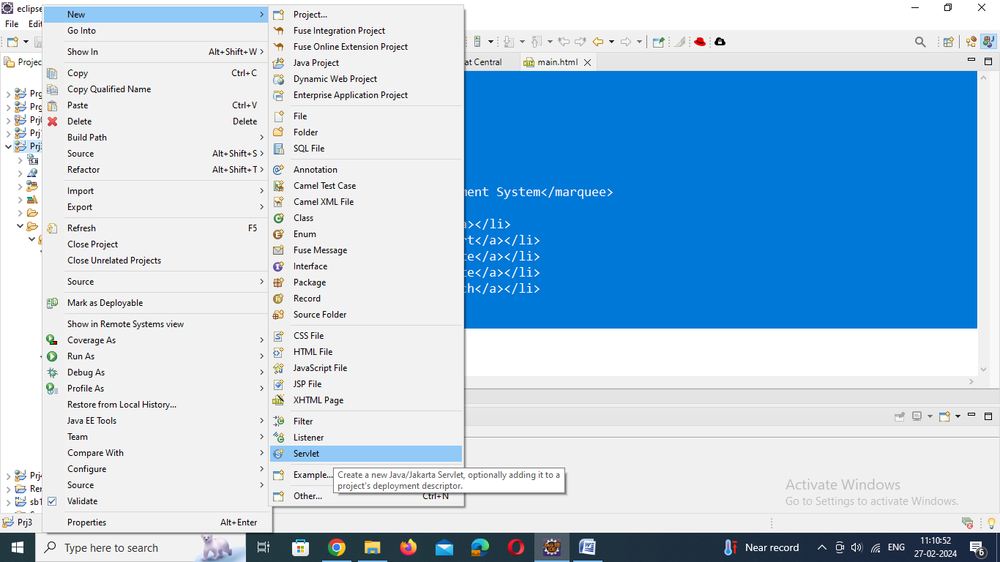 eclipse
File Edi
Projec
Prg
Prg
Prj
Prj
Prj3
5.0
Prj4
Rer
sb1
Prj3
New
Go Into
Show In Alt+Shift+W
Copy Ctrl+C
Copy Qualified Name
Paste Ctrl+V
Delete Delete
Build Path
Source Alt+Shift+S
Refactor Alt+Shift+T
Import
Export
Refresh F5
Close Project
Close Unrelated Projects
Source
Mark as Deployable
Show in Remote Systems view
Coverage As
Run As
Debug As
Profile As
Restore from Local History...
Java EE Tools
Team
Compare With
Configure
Source
Validate
Properties Alt+Enter
Project...
Fuse Integration Project
Fuse Online Extension Project
Java Project
Dynamic Web Project
Enterprise Application Project
File
Folder
SQL File
Annotation
Camel Test Case
Camel XML File
Class
Enum
Fuse Message
Interface
Package
Record
Source Folder
CSS File
HTML File
JavaScript File
JSP File
XHTML Page
Filter
Listener
Servlet
Example...
Create a new Java/Jakarta Servlet, optionally adding it to a
project's deployment descriptor.
Other... Ctrl+N
at Central main.html
ment System</marquee>
a></li>
rt</a></li>
te</a></li>
te</a></li>
ch</a></li>
Activate Windows
Go to Settings to activate Windows.
Type here to search
Near record
ENG
11:10:52
27-02-2024
6